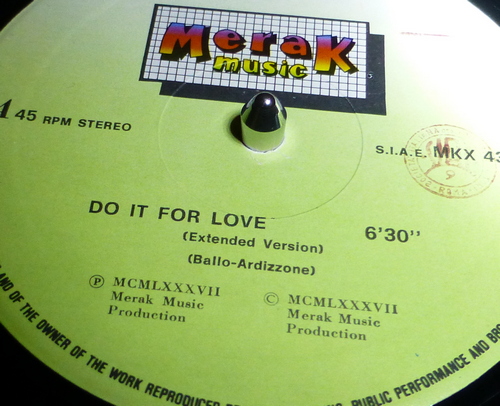 Merak
music
45 RPM STEREO
S.I.A.E. MKX 43
DO IT FOR LOVE
6'30"
(Extended Version)
(Ballo-Ardizzone)
Ⓟ MCMLXXXVII
Merak Music
Production
© MCMLXXXVII
Merak Music
Production
AND OF THE OWNER OF THE WORK REPRODUCED PUBLIC PERFORMANCE AND